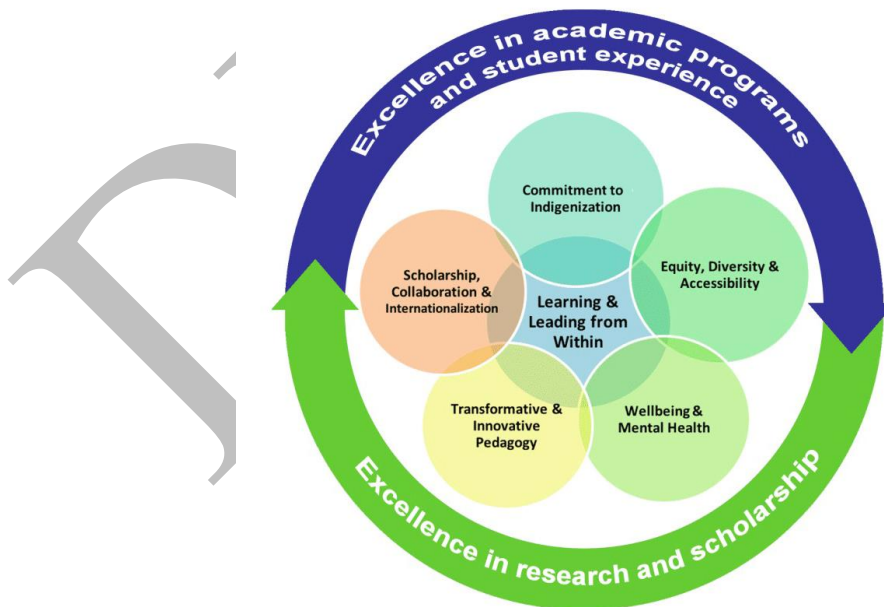 Excellence in academic programs
and student experience
Commitment to
Indigenization
Equity, Diversity &
Accessibility
Scholarship,
Collaboration &
Internationalization
Learning &
Leading from
Within
Transformative &
Innovative
Pedagogy
Wellbeing &
Mental Health
Excellence in research and scholarship